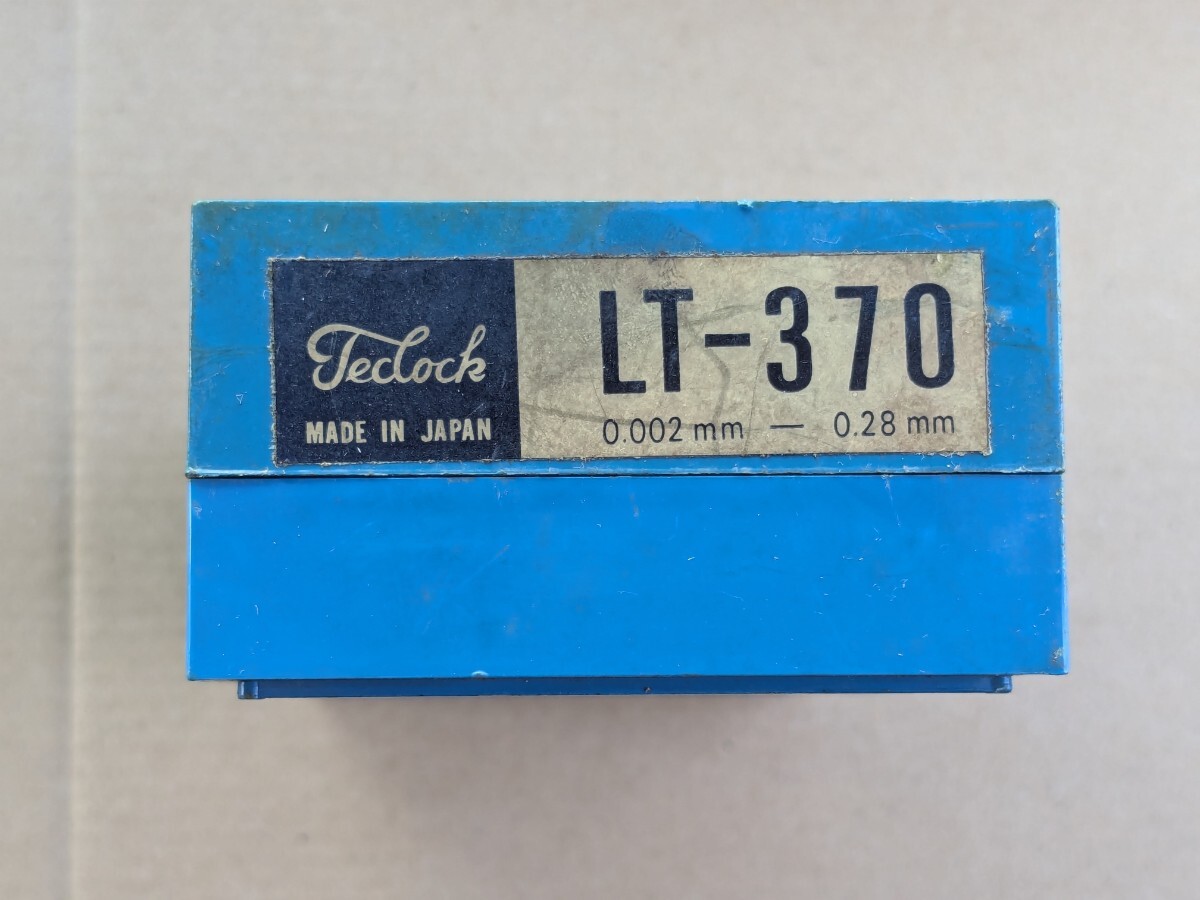 Teclock
MADE IN JAPAN
LT-370
0.002 mm — 0.28 mm